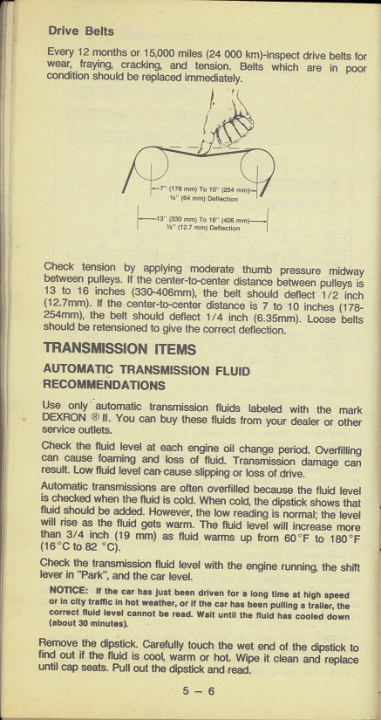 Drive Belts
Every 12 months or 15,000 miles (24 000 km)-inspect drive belts for
wear, fraying, cracking, and tension. Belts which are in poor
condition should be replaced immediately.
7" (178 mm) To 10" (254 mm)
¼" (64 mm) Deflection
13" (330 mm) To 16" (406 mm)
½" (12.7 mm) Deflection
Check tension by applying moderate thumb pressure midway
between pulleys. If the center-to-center distance between pulleys is
13 to 16 inches (330-406mm), the belt should deflect 1/2 inch
(12.7mm). If the center-to-center distance is 7 to 10 inches (178-
254mm), the belt should deflect 1/4 inch (6.35mm). Loose belts
should be retensioned to give the correct deflection.
TRANSMISSION ITEMS
AUTOMATIC TRANSMISSION FLUID
RECOMMENDATIONS
Use only automatic transmission fluids labeled with the mark
DEXRON ® II. You can buy these fluids from your dealer or other
service outlets.
Check the fluid level at each engine oil change period. Overfilling
can cause foaming and loss of fluid. Transmission damage can
result. Low fluid level can cause slipping or loss of drive.
Automatic transmissions are often overfilled because the fluid level
is checked when the fluid is cold. When cold, the dipstick shows that
fluid should be added. However, the low reading is normal; the level
will rise as the fluid gets warm. The fluid level will increase more
than 3/4 inch (19 mm) as fluid warms up from 60°F to 180°F
(16°C to 82 °C).
Check the transmission fluid with the engine running, the shift
lever in "Park", and the car level.
NOTICE: If the car has just been driven for a long time at high speed
or in city traffic in hot weather, or if the car has been pulling a trailer, the
correct fluid level cannot be read. Wait until the fluid has cooled down
(about 30 minutes).
Remove the dipstick. Carefully touch the wet end of the dipstick to
find out if the fluid is cool, warm or hot. Wipe it clean and replace
until cap seats. Pull out the dipstick and read.
5 – 6